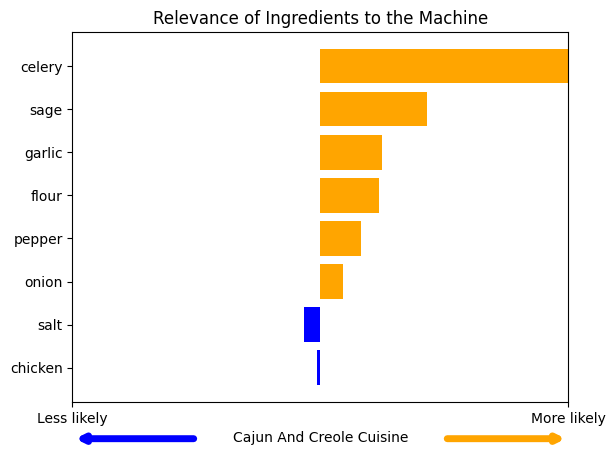 Relevance of Ingredients to the Machine
celery
sage
garlic
flour
pepper
onion
salt
chicken
Less likely
More likely
Cajun And Creole Cuisine